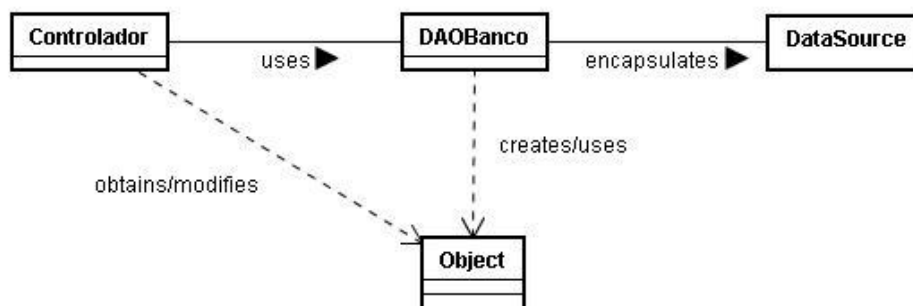 Controlador
DAOBanco
DataSource
uses
encapsulates
creates/uses
obtains/modifies
Object